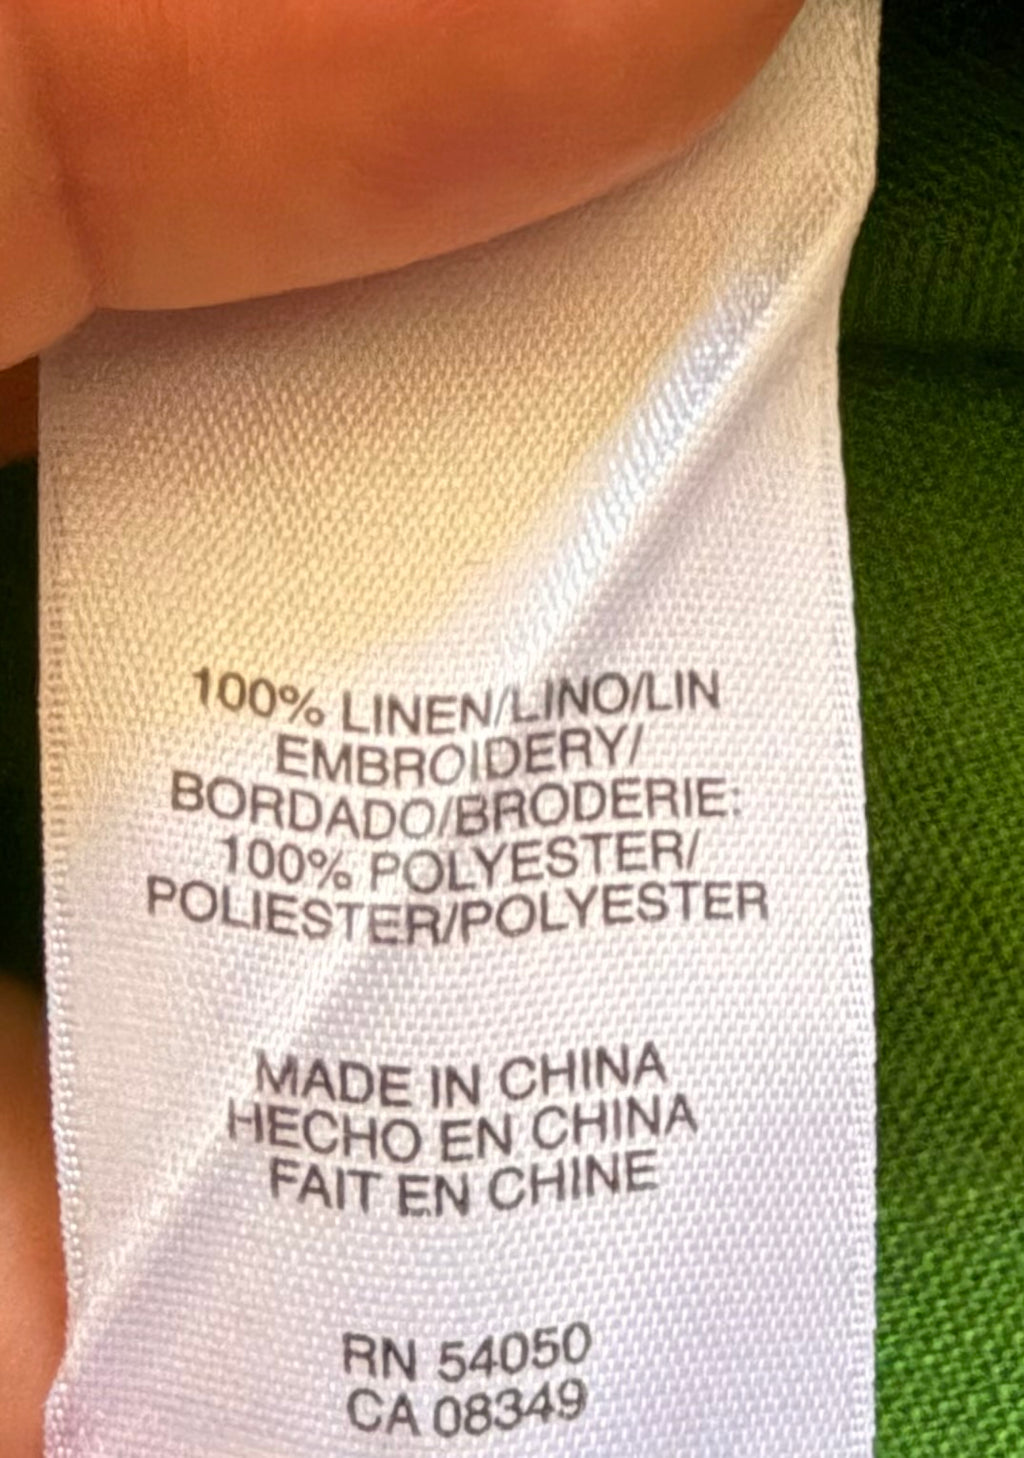 100% LINEN/LINO/LIN
EMBROIDERY/
BORDADO/BRODERIE:
100% POLYESTER/
POLIESTER/POLYESTER
MADE IN CHINA
HECHO EN CHINA
FAIT EN CHINE
RN 54050
CA 08349